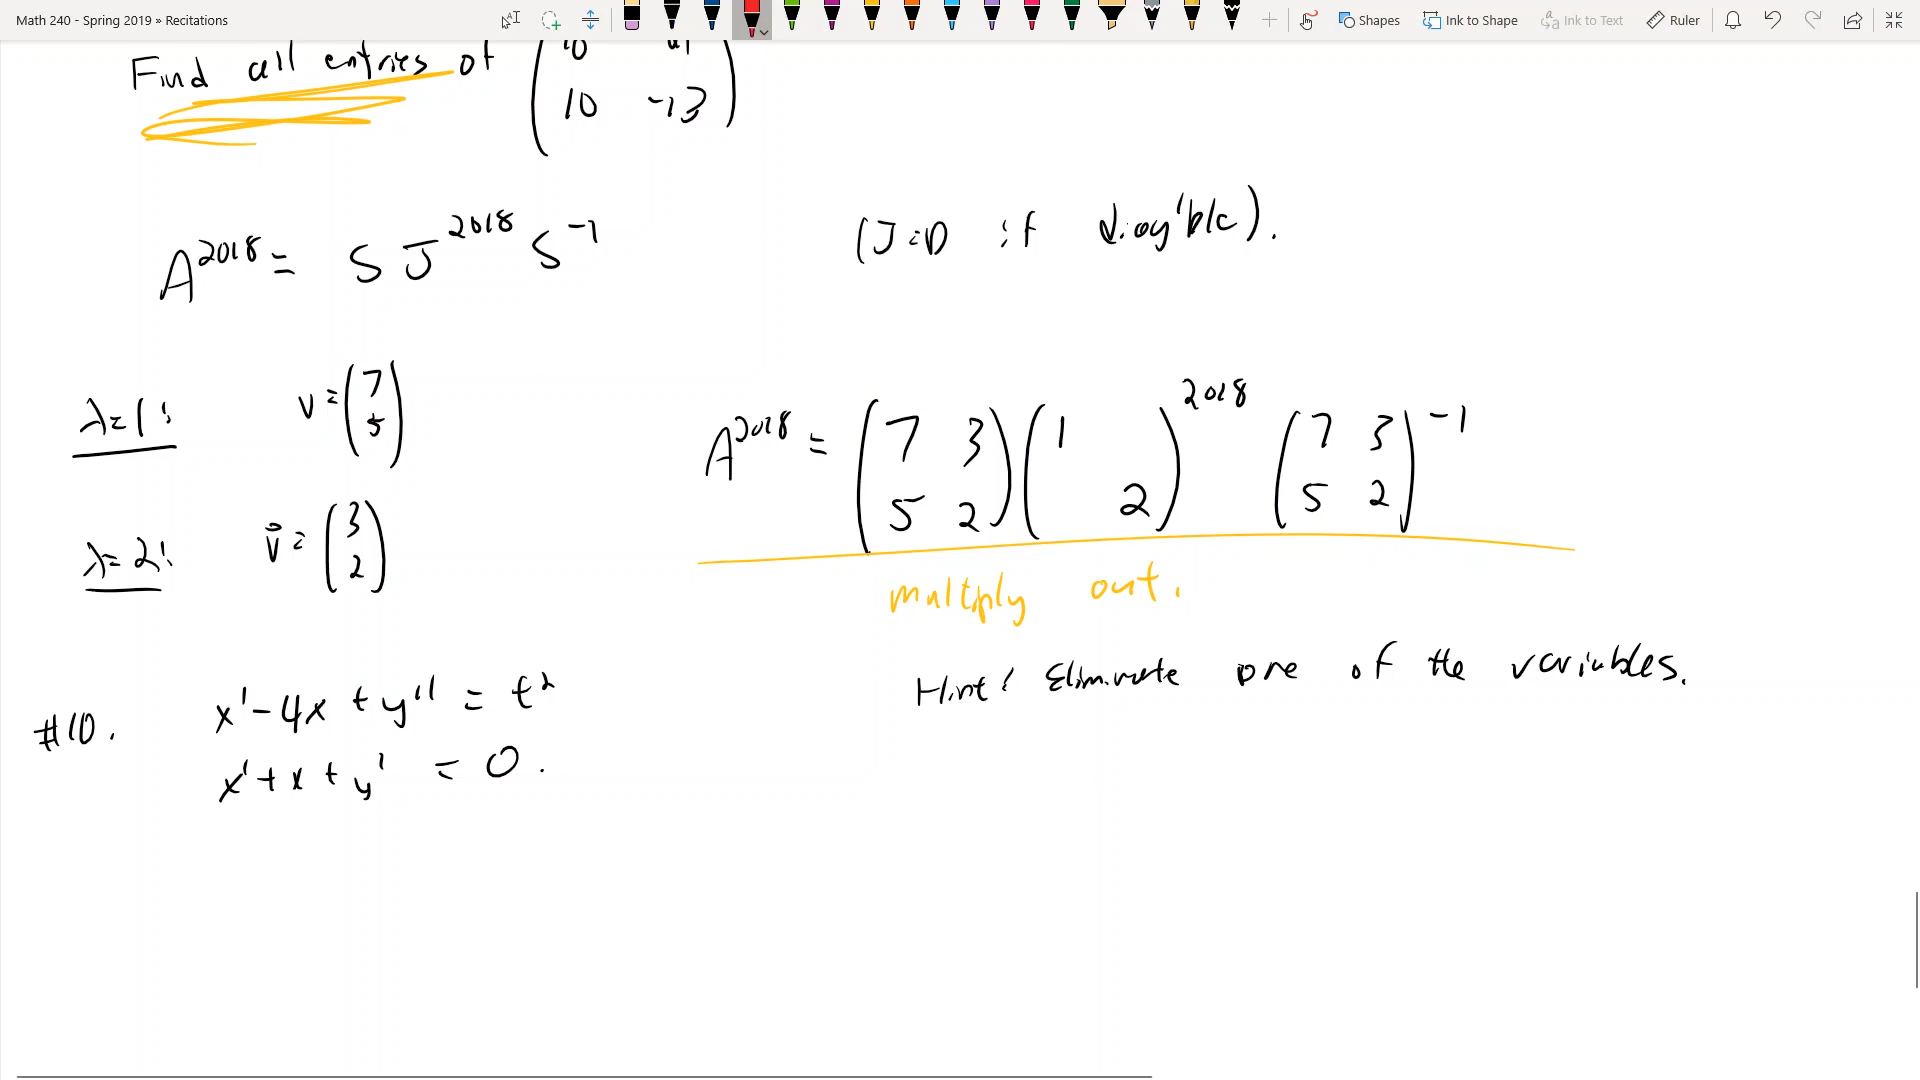 Math 240 - Spring 2019 » Recitations
Shapes
Ink to Shape
Ink to Text
Ruler
Find all entries of
10 -13
A^2018 = S J^2018 S^-1
(J=D if diag'ble).
λ=1: v = (7 5)
A^2018 = (7 3 5 2)(1 2)^2018 (7 3 5 2)^-1
λ=2: v⃗ = (3 2)
multiply out.
Hint: Eliminate one of the variables.
#10. x' - 4x + y'' = t²
x' + x + y' = 0.